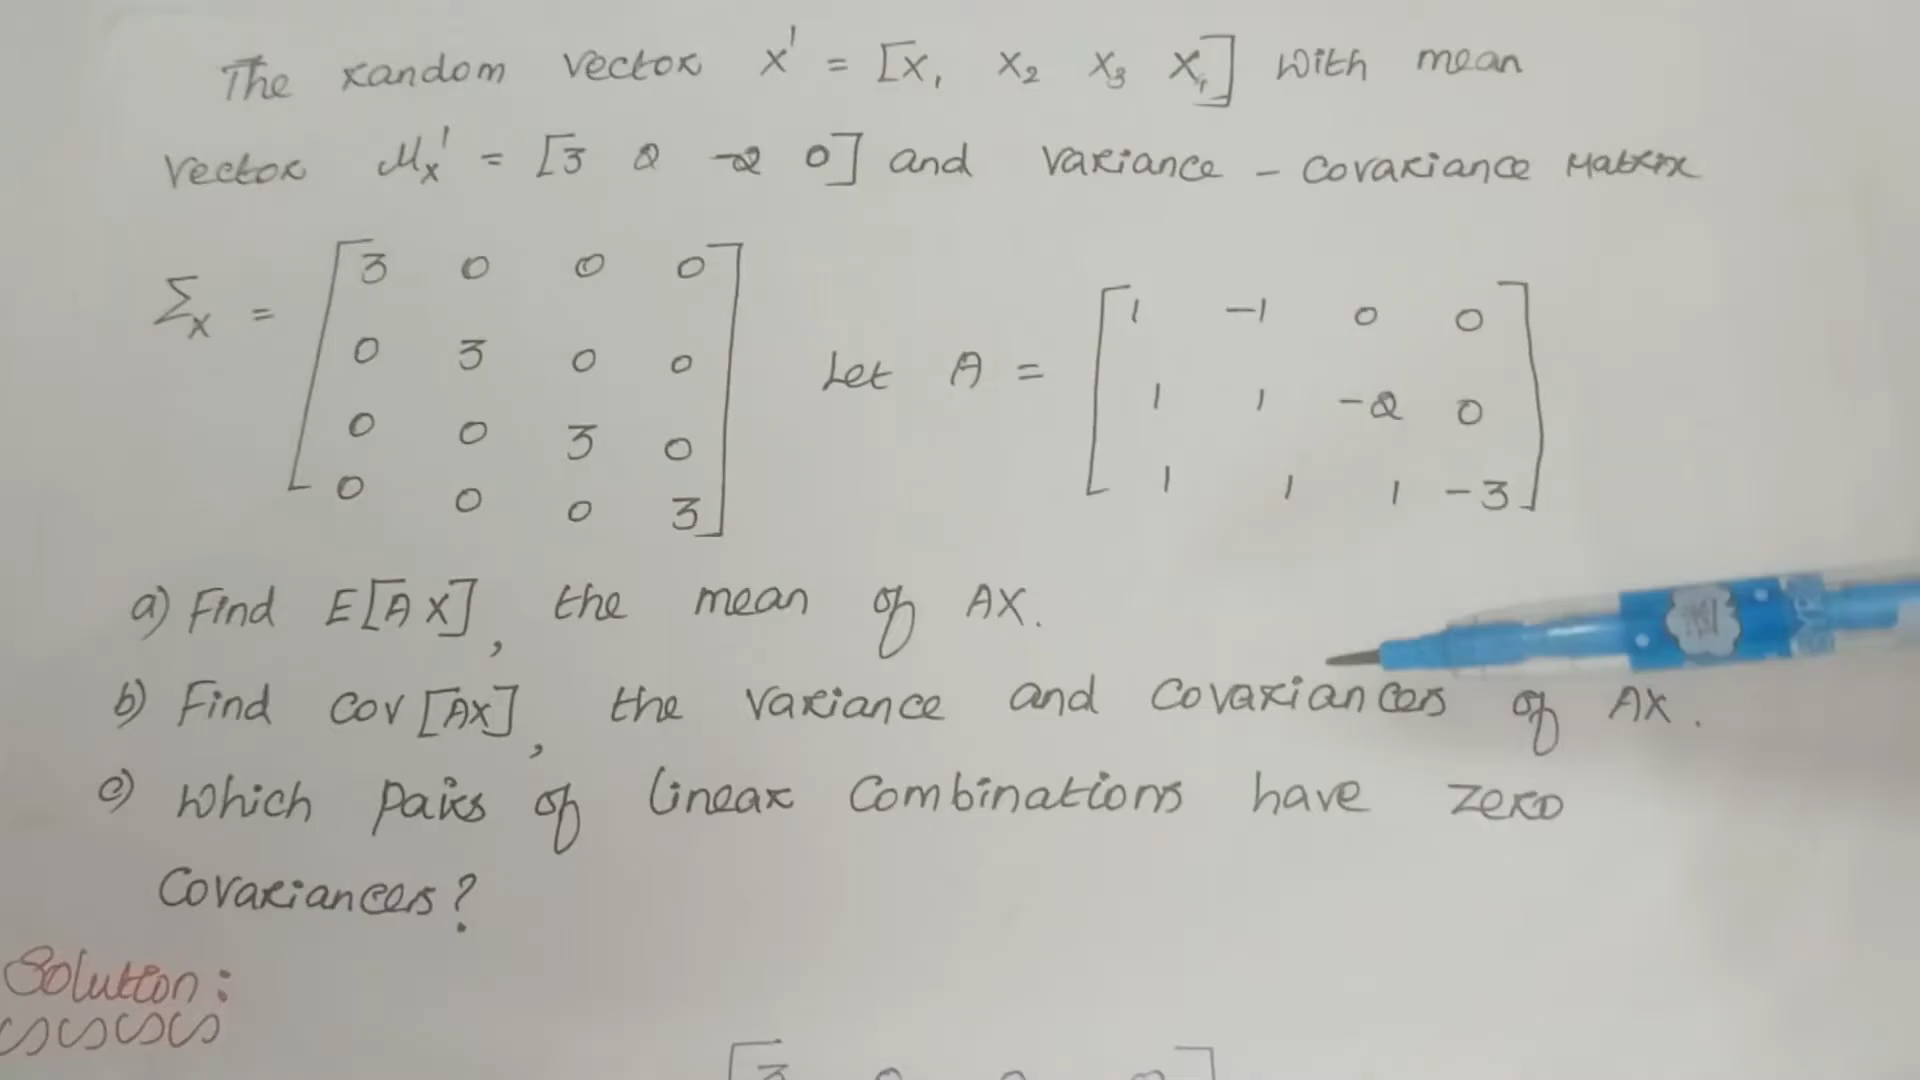 The random vector X' = [X₁ X₂ X₃ X₄] with mean
vector μₓ' = [3 2 -2 0] and variance - covariance Matrix
Σₓ = [3 0 0 0
0 3 0 0
0 0 3 0
0 0 0 3]
Let A = [1 -1 0 0
1 1 -2 0
1 1 1 -3]
a) Find E[AX], the mean of AX.
b) Find Cov[AX], the variance and covariances of AX.
c) which pairs of linear combinations have zero
Covariances?
Solution: